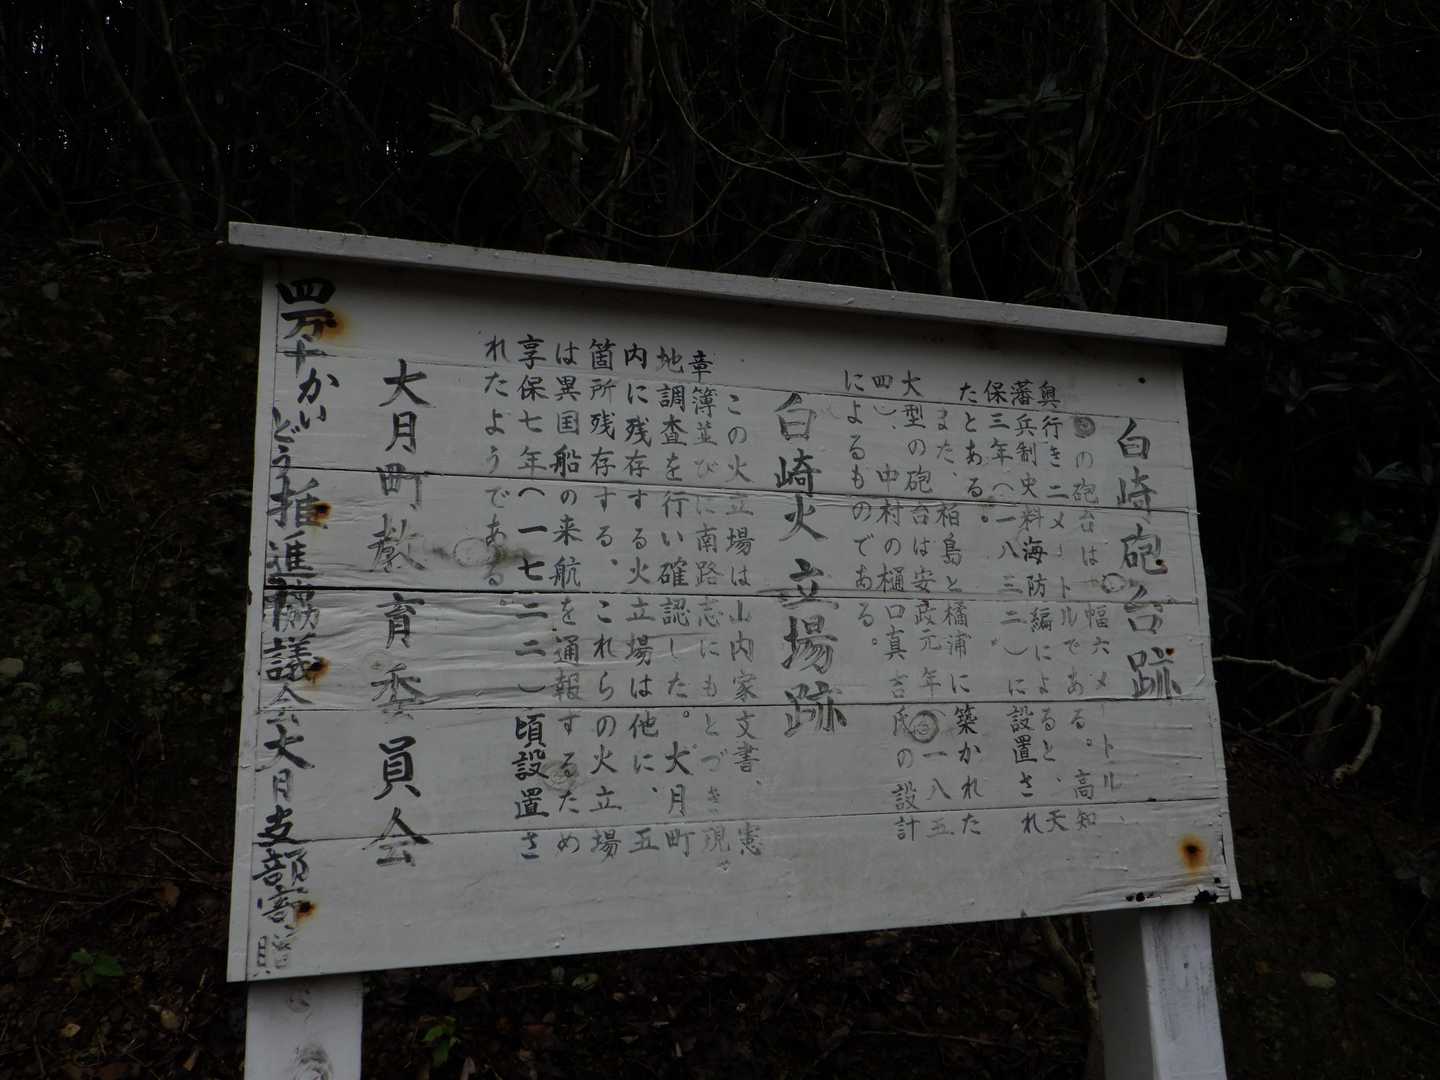 白崎砲台跡
この砲台は、幅六メートル、
奥行き二メートルである。高知
藩兵制史料海防編によると、天
保三年(一八三二)に設置され
たとある。
また、柏島と橘浦に築かれた
大型の砲台は安政元年(一八五
四)、中村の樋口真吉氏の設計
によるものである。
白崎火立場跡
この火立場は山内家文書、憲
章簿並びに南路志にもとづき現
地調査を行い確認した。大月町
内に残存する火立場は他に、五
箇所残存する、これらの火立場
は異国船の来航を通報するため
享保七年(一七二二)頃設置さ
れたようである。
大月町教育委員会
四万十かいどう推進協議会大月支部寄贈